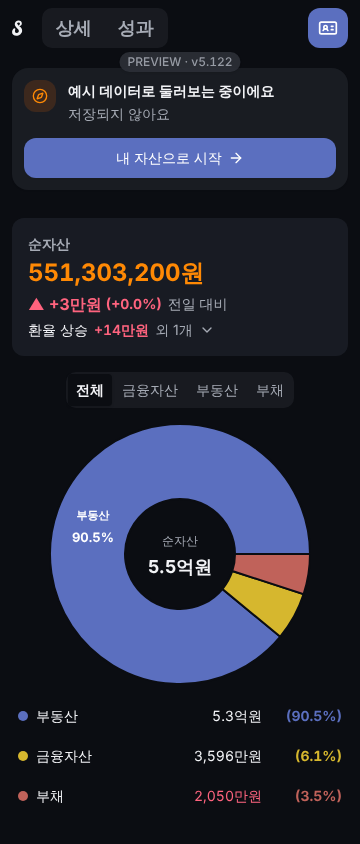 상세 성과
PREVIEW · v5.122
예시 데이터로 둘러보는 중이에요
저장되지 않아요
내 자산으로 시작 →
순자산
551,303,200원
▲ +3만원 (+0.0%) 전일 대비
환율 상승 +14만원 외 1개
전체 금융자산 부동산 부채
부동산
90.5%
순자산
5.5억원
부동산 5.3억원 (90.5%)
금융자산 3,596만원 (6.1%)
부채 2,050만원 (3.5%)